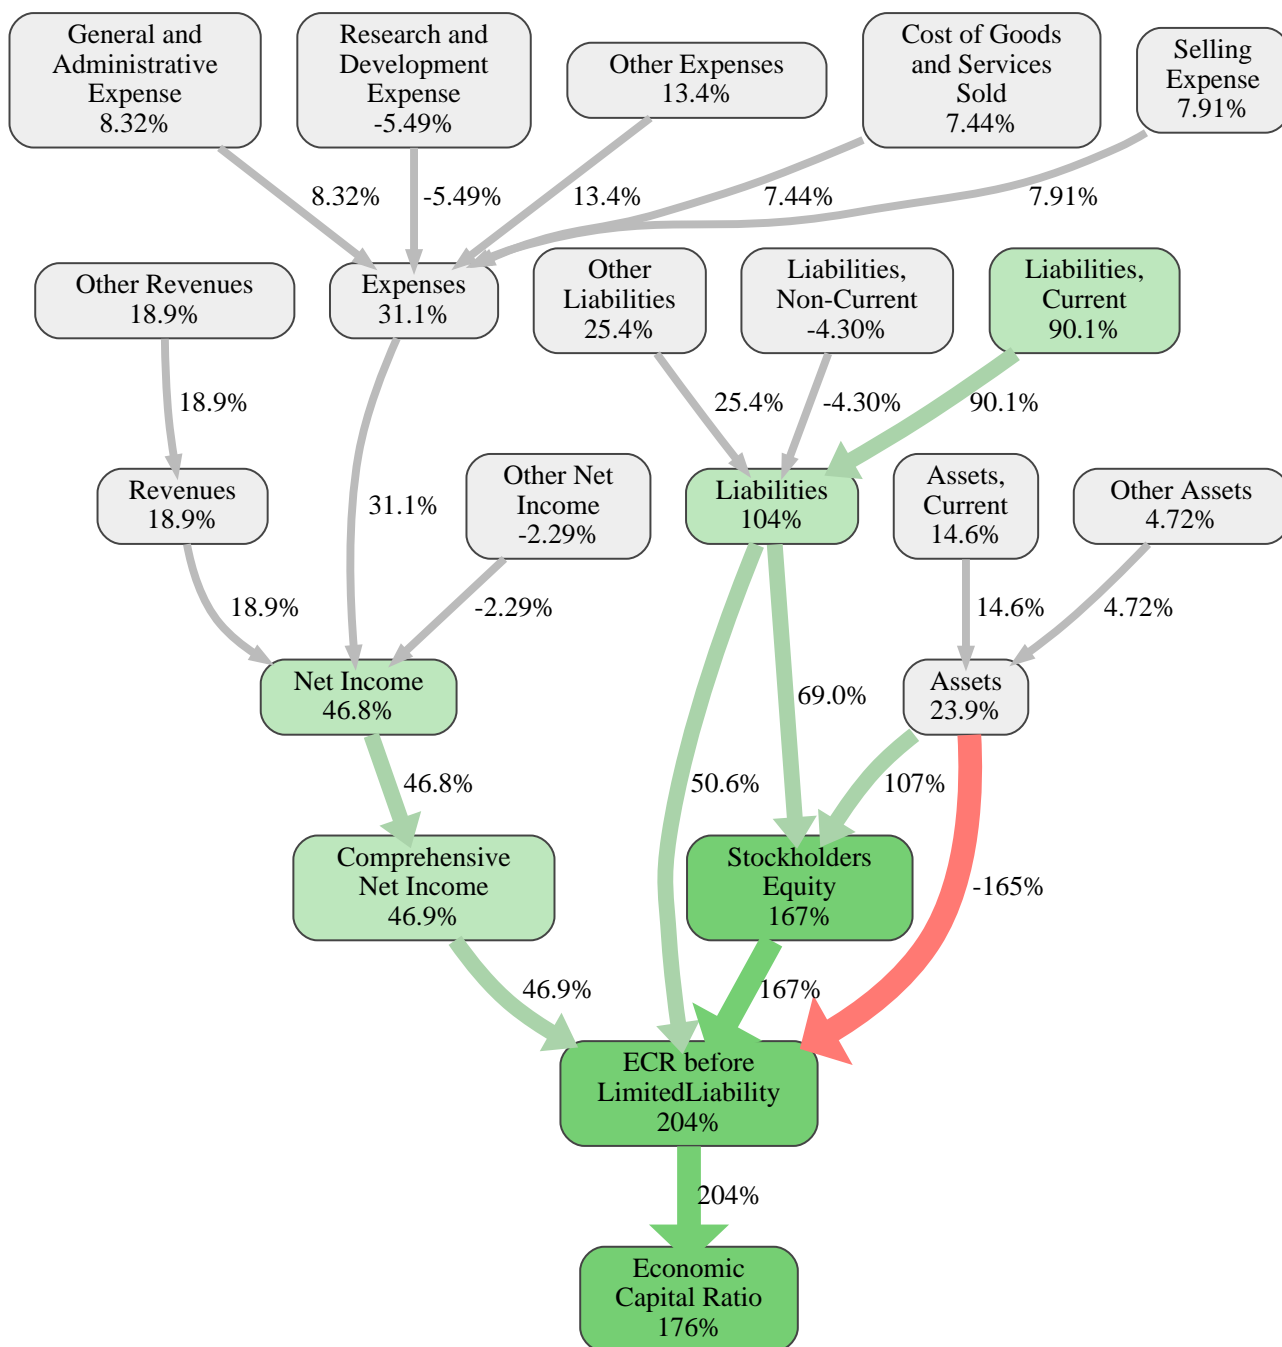 General and
Administrative
Expense
8.32%
Research and
Development
Expense
-5.49%
Other Expenses
13.4%
Cost of Goods
and Services
Sold
7.44%
Selling
Expense
7.91%
8.32%
-5.49%
13.4%
7.44%
7.91%
Other Revenues
18.9%
Expenses
31.1%
Other
Liabilities
25.4%
Liabilities,
Non-Current
-4.30%
Liabilities,
Current
90.1%
18.9%
25.4%
-4.30%
90.1%
Revenues
18.9%
31.1%
Other Net
Income
-2.29%
Liabilities
104%
Assets,
Current
14.6%
Other Assets
4.72%
18.9%
-2.29%
14.6%
4.72%
Net Income
46.8%
69.0%
Assets
23.9%
46.8%
50.6%
107%
Comprehensive
Net Income
46.9%
Stockholders
Equity
167%
-165%
46.9%
167%
ECR before
LimitedLiability
204%
204%
Economic
Capital Ratio
176%